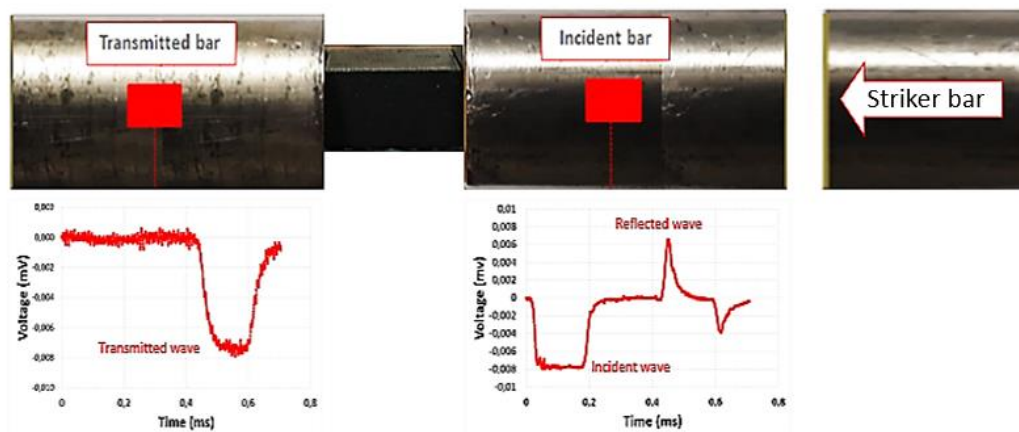 Transmitted bar
Incident bar
Striker bar
0,002
0,000
-0,002
-0,004
-0,006
-0,008
-0,010
Voltage (mV)
Transmitted wave
0 0,2 0,4 0,6 0,8
Time (ms)
0,01
0,008
0,006
0,004
0,002
0
-0,002
-0,004
-0,006
-0,008
-0,01
Voltage (mv)
Reflected wave
Incident wave
0 0,2 0,4 0,6 0,8
Time (ms)